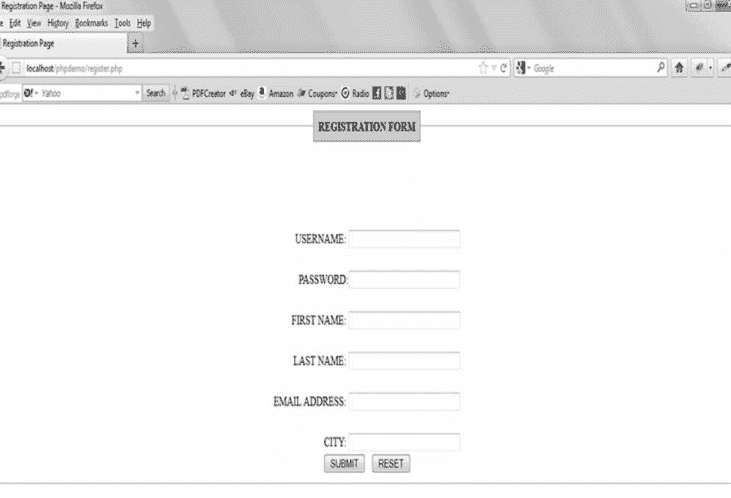 Registration Page - Mozilla Firefox
Edit View History Bookmarks Tools Help
Registration Page +
localhost/phpdemo/register.php Google
pdfforge Yahoo Search PDFCreator eBay Amazon Coupons Radio Options
REGISTRATION FORM
USERNAME:
PASSWORD:
FIRST NAME:
LAST NAME:
EMAIL ADDRESS:
CITY:
SUBMIT RESET